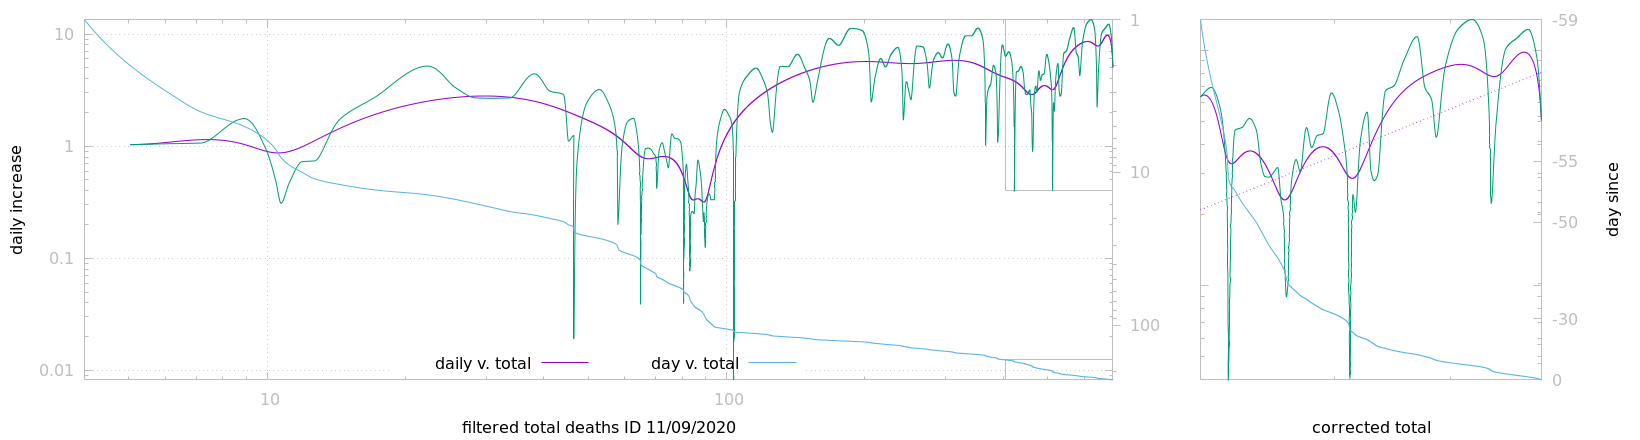 10
1
0.1
0.01
daily increase
10
100
filtered total deaths ID 11/09/2020
daily v. total
day v. total
1
10
100
-59
-55
-50
-30
0
day since
corrected total